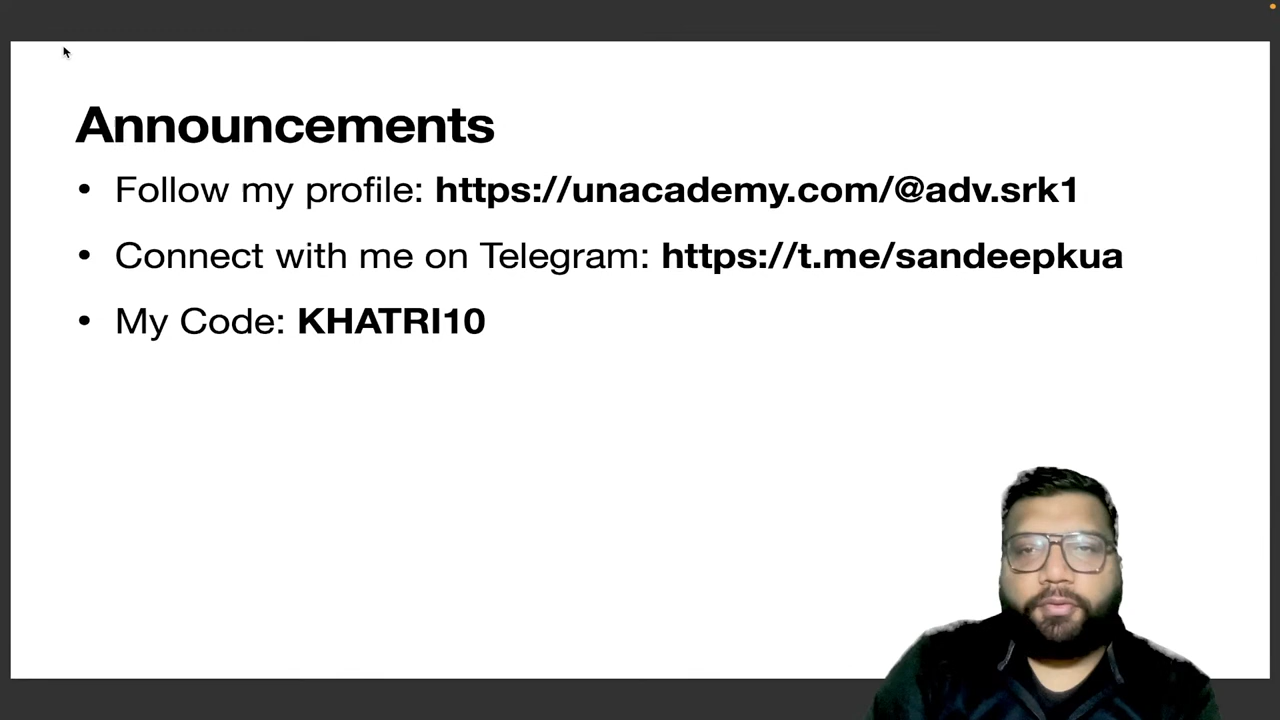 Announcements
• Follow my profile: https://unacademy.com/@adv.srk1
• Connect with me on Telegram: https://t.me/sandeepkua
• My Code: KHATRI10